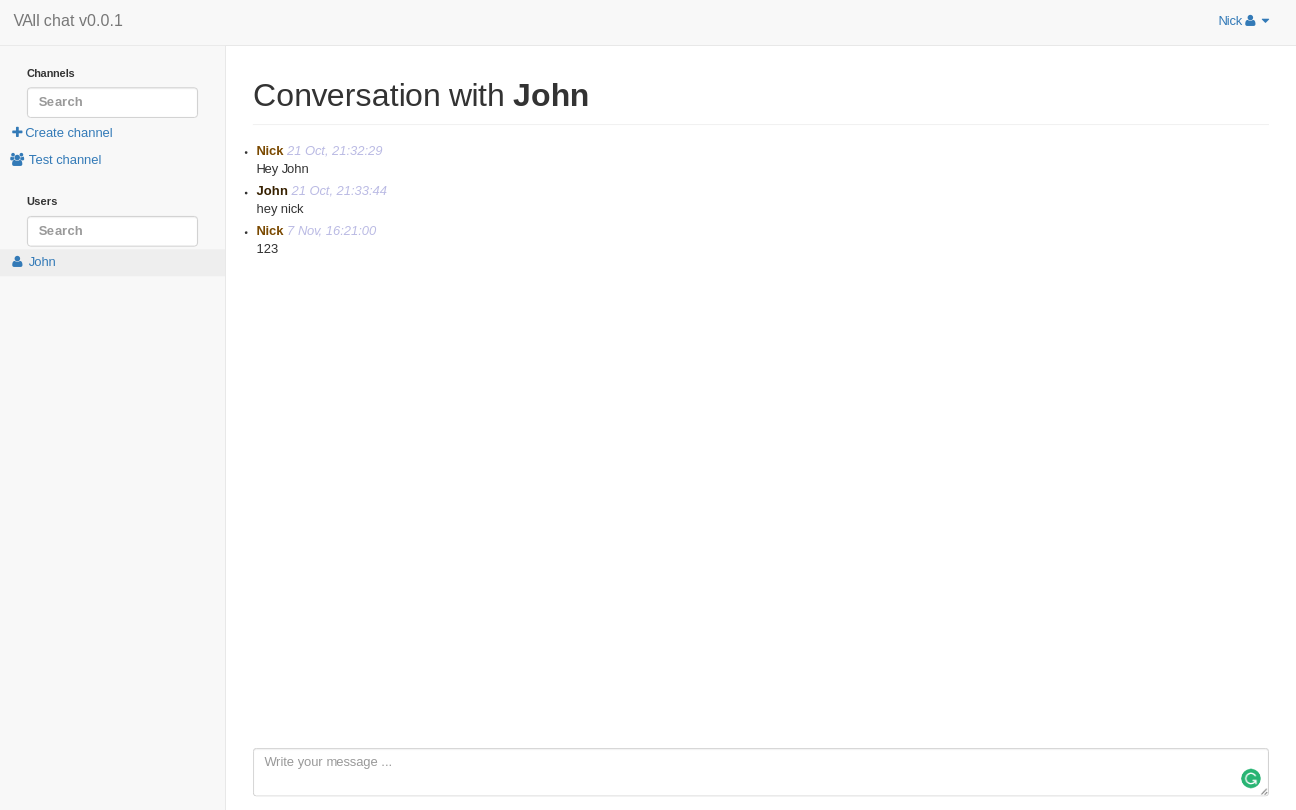 VAll chat v0.0.1
Nick
Channels
Search
Create channel
Test channel
Users
Search
John
Conversation with John
Nick 21 Oct, 21:32:29
Hey John
John 21 Oct, 21:33:44
hey nick
Nick 7 Nov, 16:21:00
123
Write your message ...